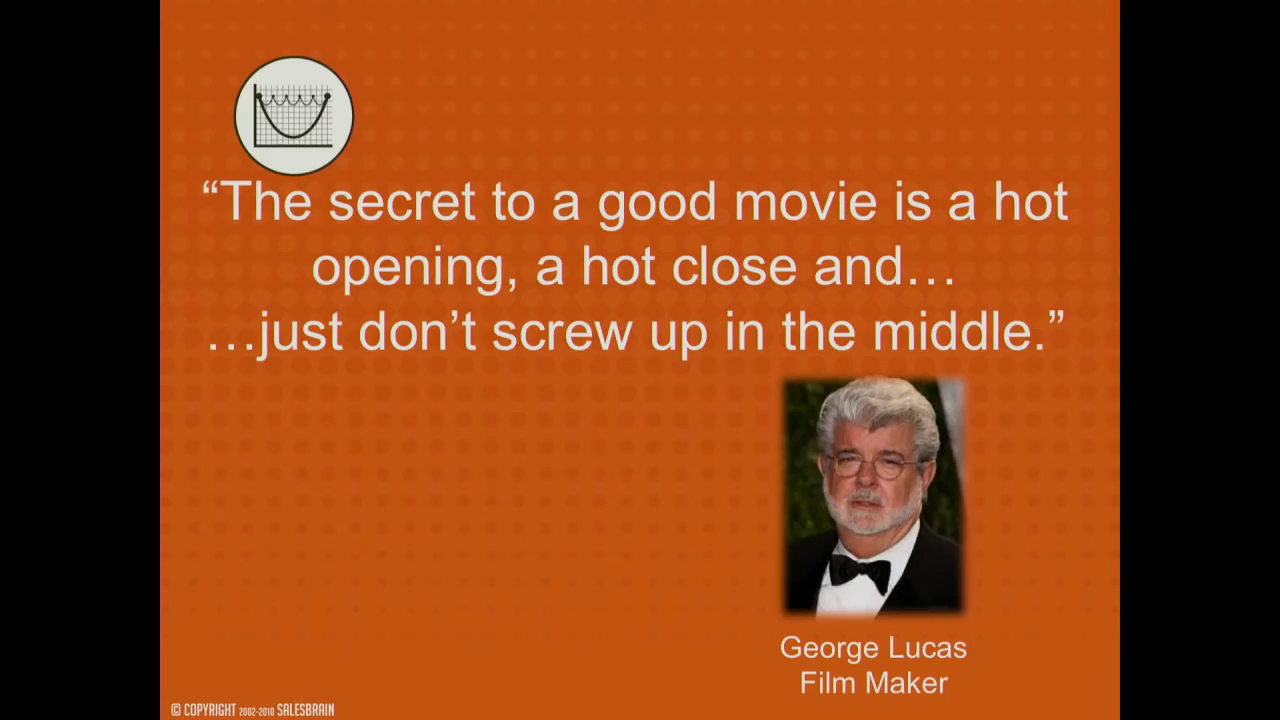 “The secret to a good movie is a hot
opening, a hot close and…
…just don’t screw up in the middle.”
George Lucas
Film Maker
© COPYRIGHT 2002-2010 SALESBRAIN